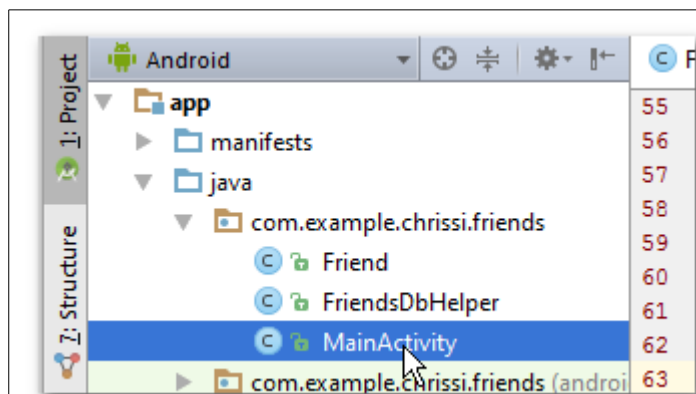 1: Project
7: Structure
Android
app
manifests
java
com.example.chrissi.friends
C Friend
C FriendsDbHelper
C MainActivity
com.example.chrissi.friends (androi
C F
55
56
57
58
59
60
61
62
63